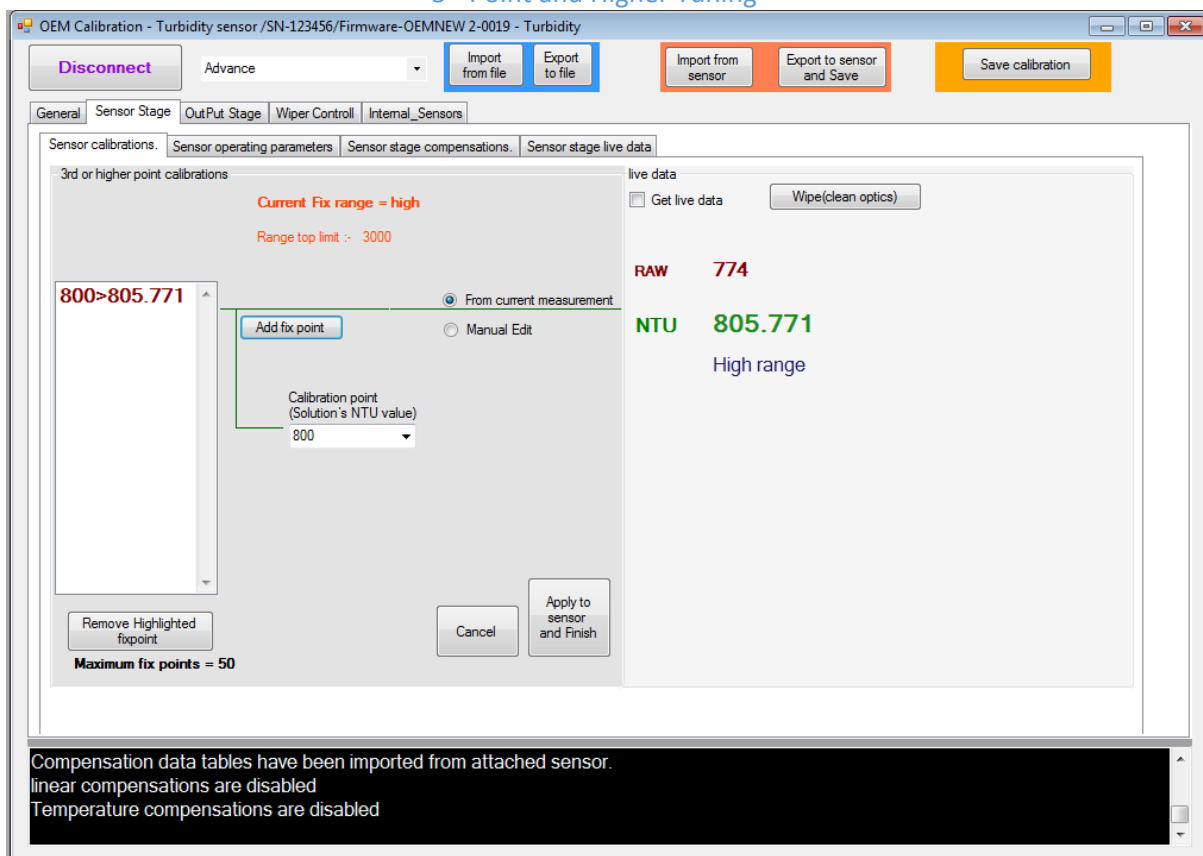 OEM Calibration - Turbidity sensor /SN-123456/Firmware-OEMNEW 2-0019 - Turbidity
Disconnect
Advance
Import
from file
Export
to file
Import from
sensor
Export to sensor
and Save
Save calibration
General
Sensor Stage
OutPut Stage
Wiper Controll
Internal_Sensors
Sensor calibrations.
Sensor operating parameters
Sensor stage compensations.
Sensor stage live data
3rd or higher point calibrations
Current Fix range = high
Range top limit :- 3000
800>805.771
Add fix point
From current measurement
Manual Edit
Calibration point
(Solution's NTU value)
800
Remove Highlighted
fixpoint
Maximum fix points = 50
Cancel
Apply to
sensor
and Finish
live data
Get live data
Wipe(clean optics)
RAW 774
NTU 805.771
High range
Compensation data tables have been imported from attached sensor.
linear compensations are disabled
Temperature compensations are disabled